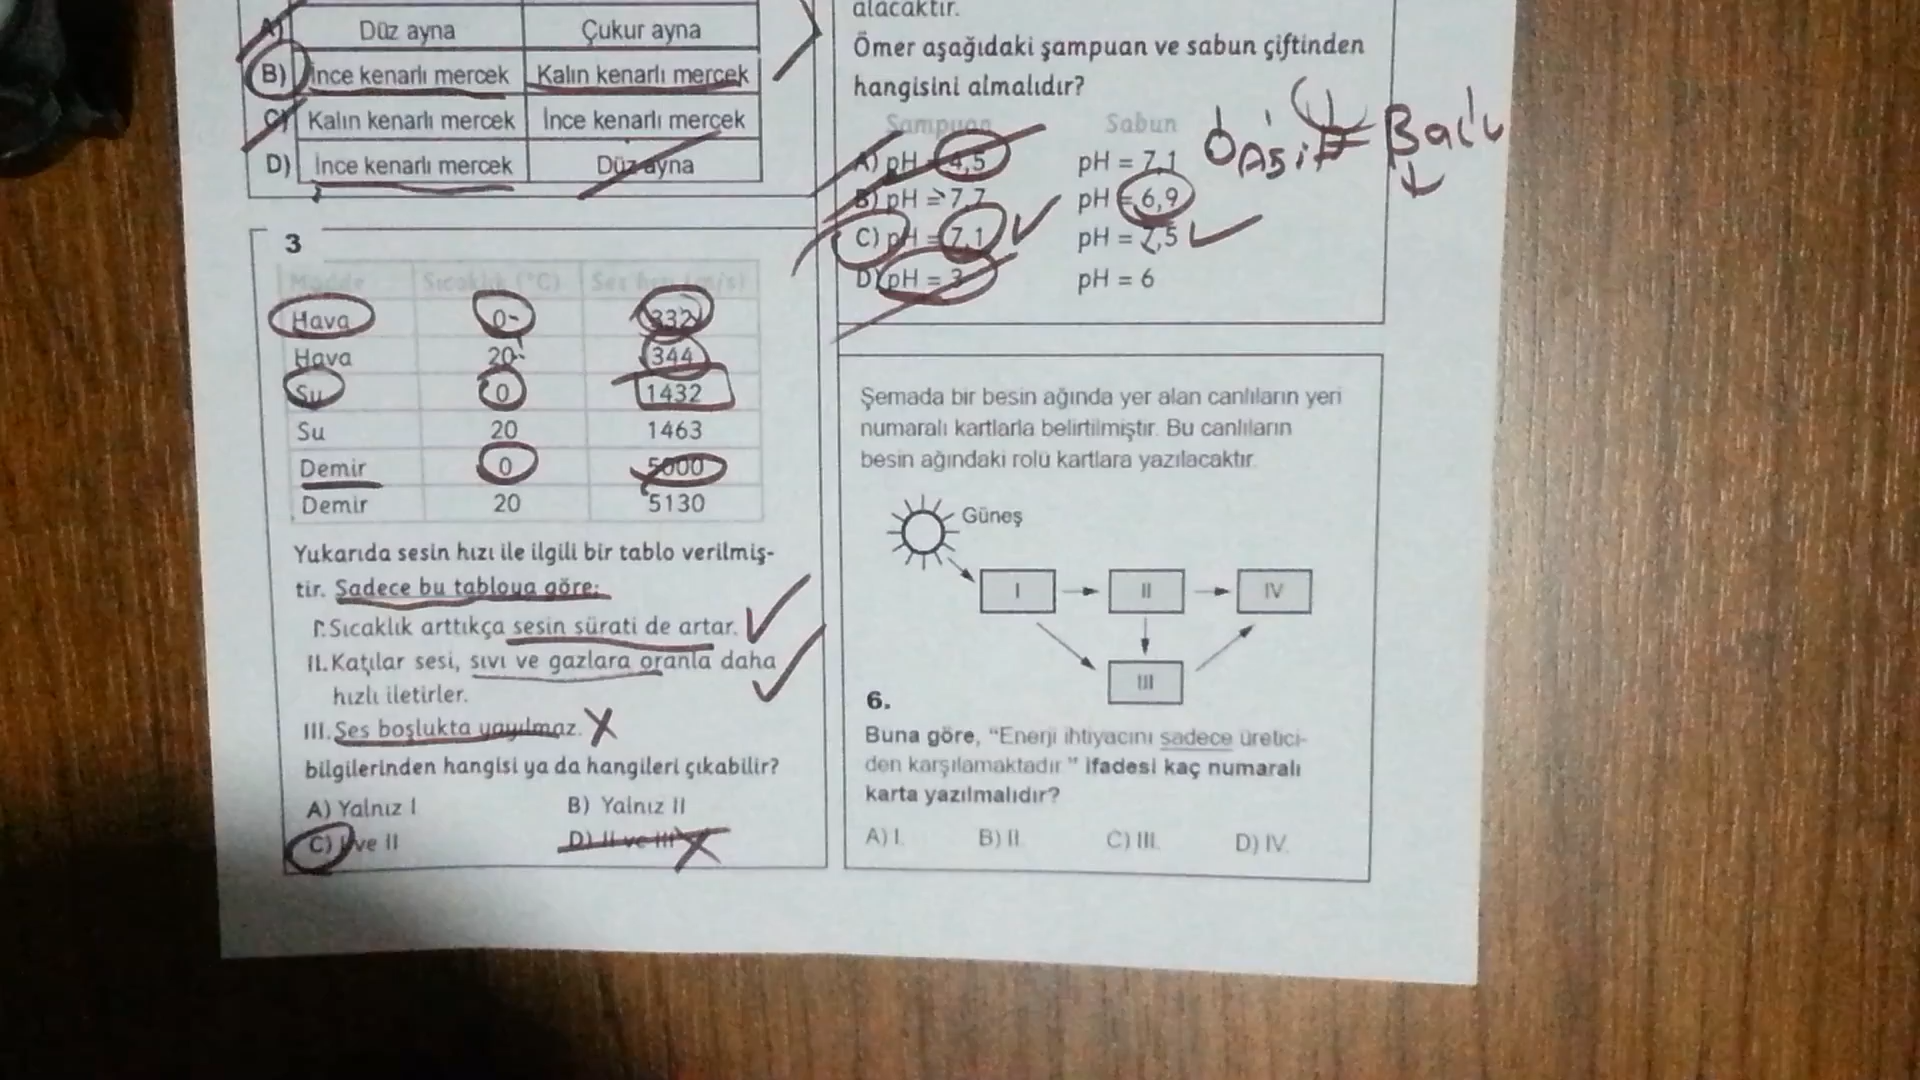 A) Düz ayna Çukur ayna
B) İnce kenarlı mercek Kalın kenarlı mercek
C) Kalın kenarlı mercek İnce kenarlı mercek
D) İnce kenarlı mercek Düz ayna
3
Madde Sıcaklık (°C) Ses hızı (m/s)
Hava 0 332
Hava 20 344
Su 0 1432
Su 20 1463
Demir 0 5000
Demir 20 5130
Yukarıda sesin hızı ile ilgili bir tablo verilmiş-
tir. Sadece bu tabloya göre;
I. Sıcaklık arttıkça sesin sürati de artar.
II. Katılar sesi, sıvı ve gazlara oranla daha
hızlı iletirler.
III. Ses boşlukta yayılmaz.
bilgilerinden hangisi ya da hangileri çıkabilir?
A) Yalnız I B) Yalnız II
C) I ve II D) II ve III
alacaktır.
Ömer aşağıdaki şampuan ve sabun çiftinden
hangisini almalıdır?
Şampuan Sabun
A) pH = 4,5 pH = 7,1
B) pH = 7,7 pH = 6,9
C) pH = 7,1 pH = 7,5
D) pH = 3 pH = 6
Şemada bir besin ağında yer alan canlıların yeri
numaralı kartlarla belirtilmiştir. Bu canlıların
besin ağındaki rolü kartlara yazılacaktır.
Güneş
I II IV
III
6.
Buna göre, “Enerji ihtiyacını sadece üretici-
den karşılamaktadır.” ifadesi kaç numaralı
karta yazılmalıdır?
A) I. B) II. C) III. D) IV.